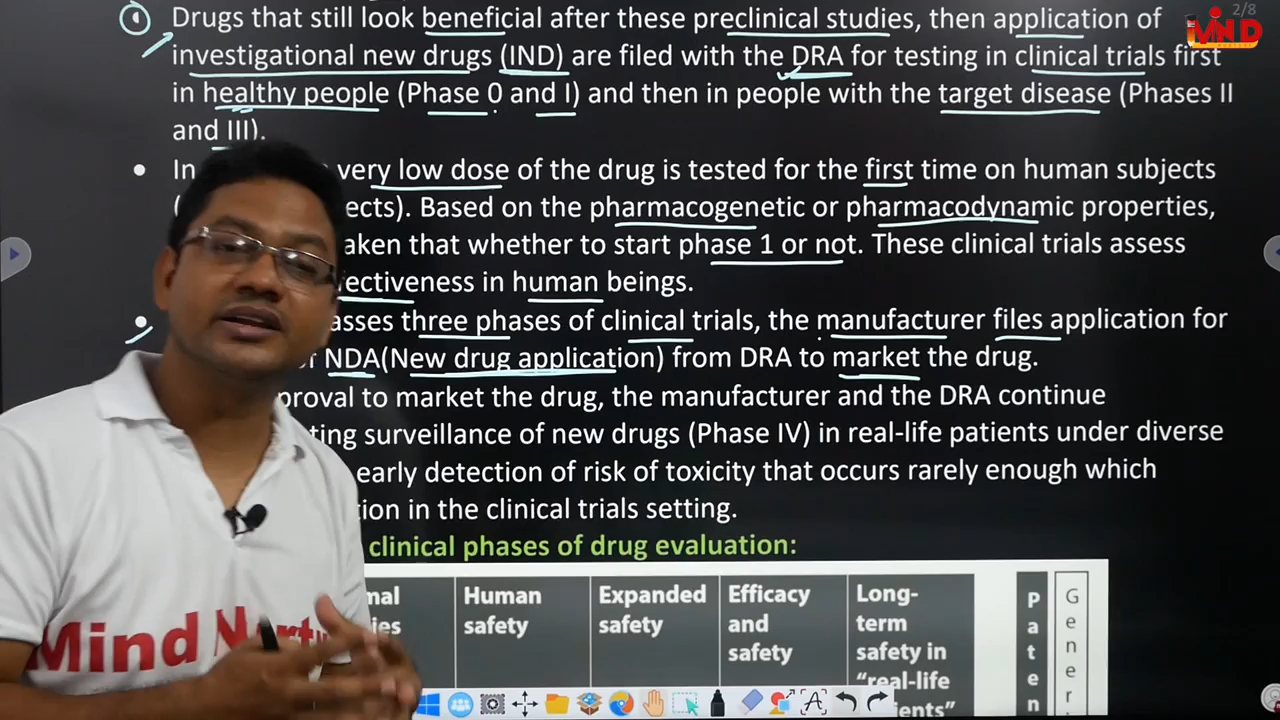 2/8
MIND
Drugs that still look beneficial after these preclinical studies, then application of
investigational new drugs (IND) are filed with the DRA for testing in clinical trials first
in healthy people (Phase 0 and I) and then in people with the target disease (Phases II
and III).
In very low dose of the drug is tested for the first time on human subjects
ects). Based on the pharmacogenetic or pharmacodynamic properties,
aken that whether to start phase 1 or not. These clinical trials assess
ectiveness in human beings.
asses three phases of clinical trials, the manufacturer files application for
NDA(New drug application) from DRA to market the drug.
proval to market the drug, the manufacturer and the DRA continue
ting surveillance of new drugs (Phase IV) in real-life patients under diverse
early detection of risk of toxicity that occurs rarely enough which
tion in the clinical trials setting.
clinical phases of drug evaluation:
mal
ies
Human
safety
Expanded
safety
Efficacy
and
safety
Long-
term
safety in
"real-life
ents"
P
a
t
e
n
G
e
n
e
r
Mind Nurtu